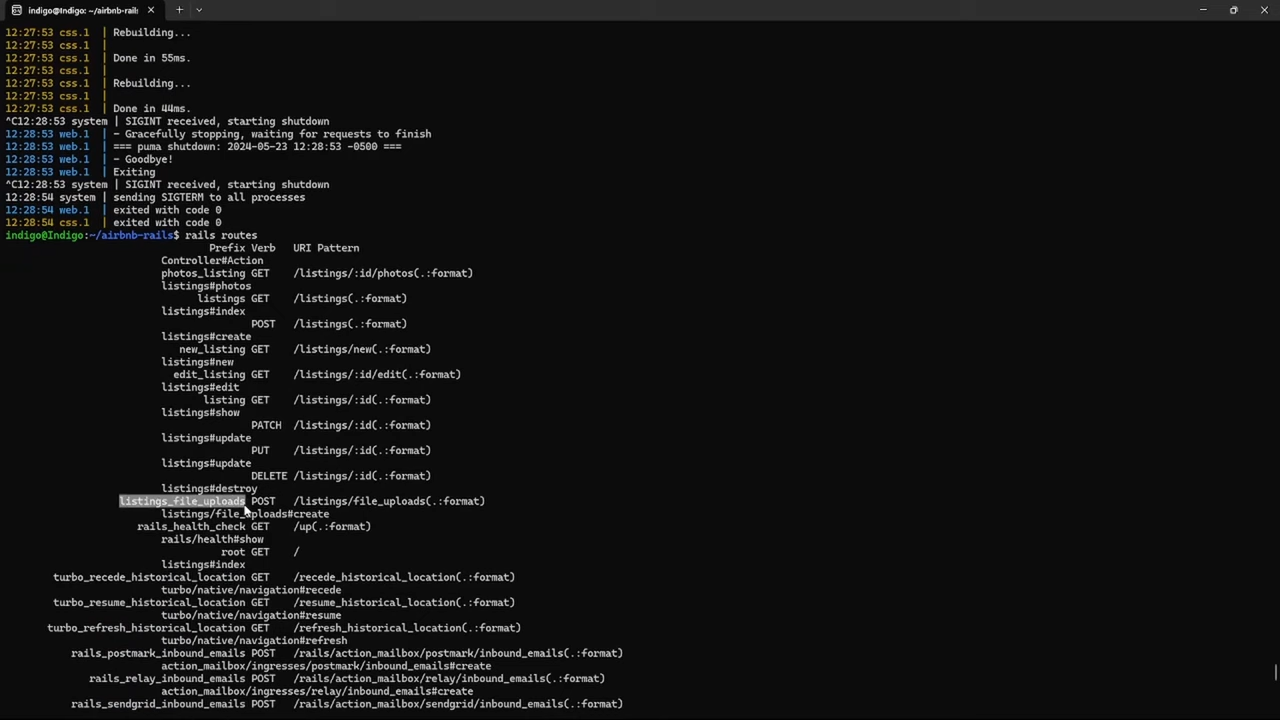 indigo@Indigo: ~/airbnb-rails
12:27:53 css.1  | Rebuilding...
12:27:53 css.1  |
12:27:53 css.1  | Done in 55ms.
12:27:53 css.1  |
12:27:53 css.1  | Rebuilding...
12:27:53 css.1  |
12:27:53 css.1  | Done in 44ms.
^C12:28:53 system | SIGINT received, starting shutdown
12:28:53 web.1  | - Gracefully stopping, waiting for requests to finish
12:28:53 web.1  | === puma shutdown: 2024-05-23 12:28:53 -0500 ===
12:28:53 web.1  | - Goodbye!
12:28:53 web.1  | Exiting
^C12:28:53 system | SIGINT received, starting shutdown
12:28:54 system | sending SIGTERM to all processes
12:28:54 web.1  | exited with code 0
12:28:54 css.1  | exited with code 0
indigo@Indigo:~/airbnb-rails$ rails routes
Prefix Verb   URI Pattern
Controller#Action
photos_listing GET    /listings/:id/photos(.:format)
listings#photos
listings GET    /listings(.:format)
listings#index
POST   /listings(.:format)
listings#create
new_listing GET    /listings/new(.:format)
listings#new
edit_listing GET    /listings/:id/edit(.:format)
listings#edit
listing GET    /listings/:id(.:format)
listings#show
PATCH  /listings/:id(.:format)
listings#update
PUT    /listings/:id(.:format)
listings#update
DELETE /listings/:id(.:format)
listings#destroy
listings_file_uploads POST   /listings/file_uploads(.:format)
listings/file_uploads#create
rails_health_check GET    /up(.:format)
rails/health#show
root GET    /
listings#index
turbo_recede_historical_location GET    /recede_historical_location(.:format)
turbo/native/navigation#recede
turbo_resume_historical_location GET    /resume_historical_location(.:format)
turbo/native/navigation#resume
turbo_refresh_historical_location GET    /refresh_historical_location(.:format)
turbo/native/navigation#refresh
rails_postmark_inbound_emails POST   /rails/action_mailbox/postmark/inbound_emails(.:format)
action_mailbox/ingresses/postmark/inbound_emails#create
rails_relay_inbound_emails POST   /rails/action_mailbox/relay/inbound_emails(.:format)
action_mailbox/ingresses/relay/inbound_emails#create
rails_sendgrid_inbound_emails POST   /rails/action_mailbox/sendgrid/inbound_emails(.:format)